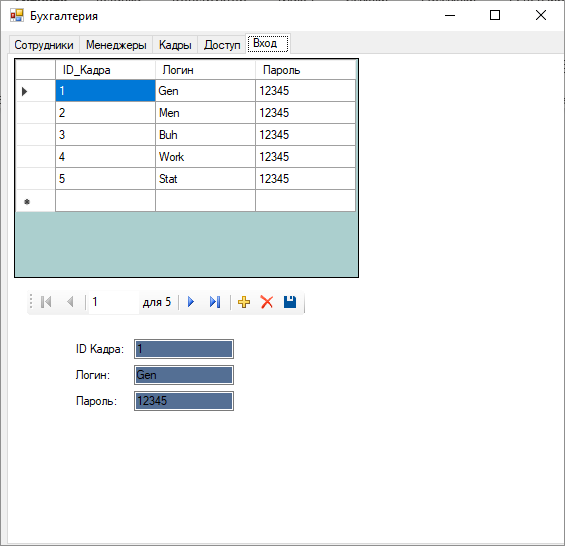 Бухгалтерия
Сотрудники Менеджеры Кадры Доступ Вход
ID_Кадра Логин Пароль
1 Gen 12345
2 Men 12345
3 Buh 12345
4 Work 12345
5 Stat 12345
1 для 5
ID Кадра: 1
Логин: Gen
Пароль: 12345